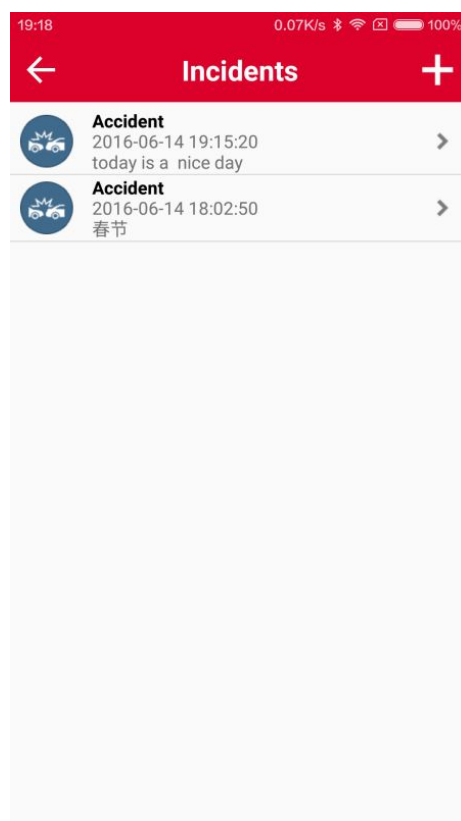 19:18 0.07K/s 100%
Incidents
Accident
2016-06-14 19:15:20
today is a  nice day
Accident
2016-06-14 18:02:50
春节